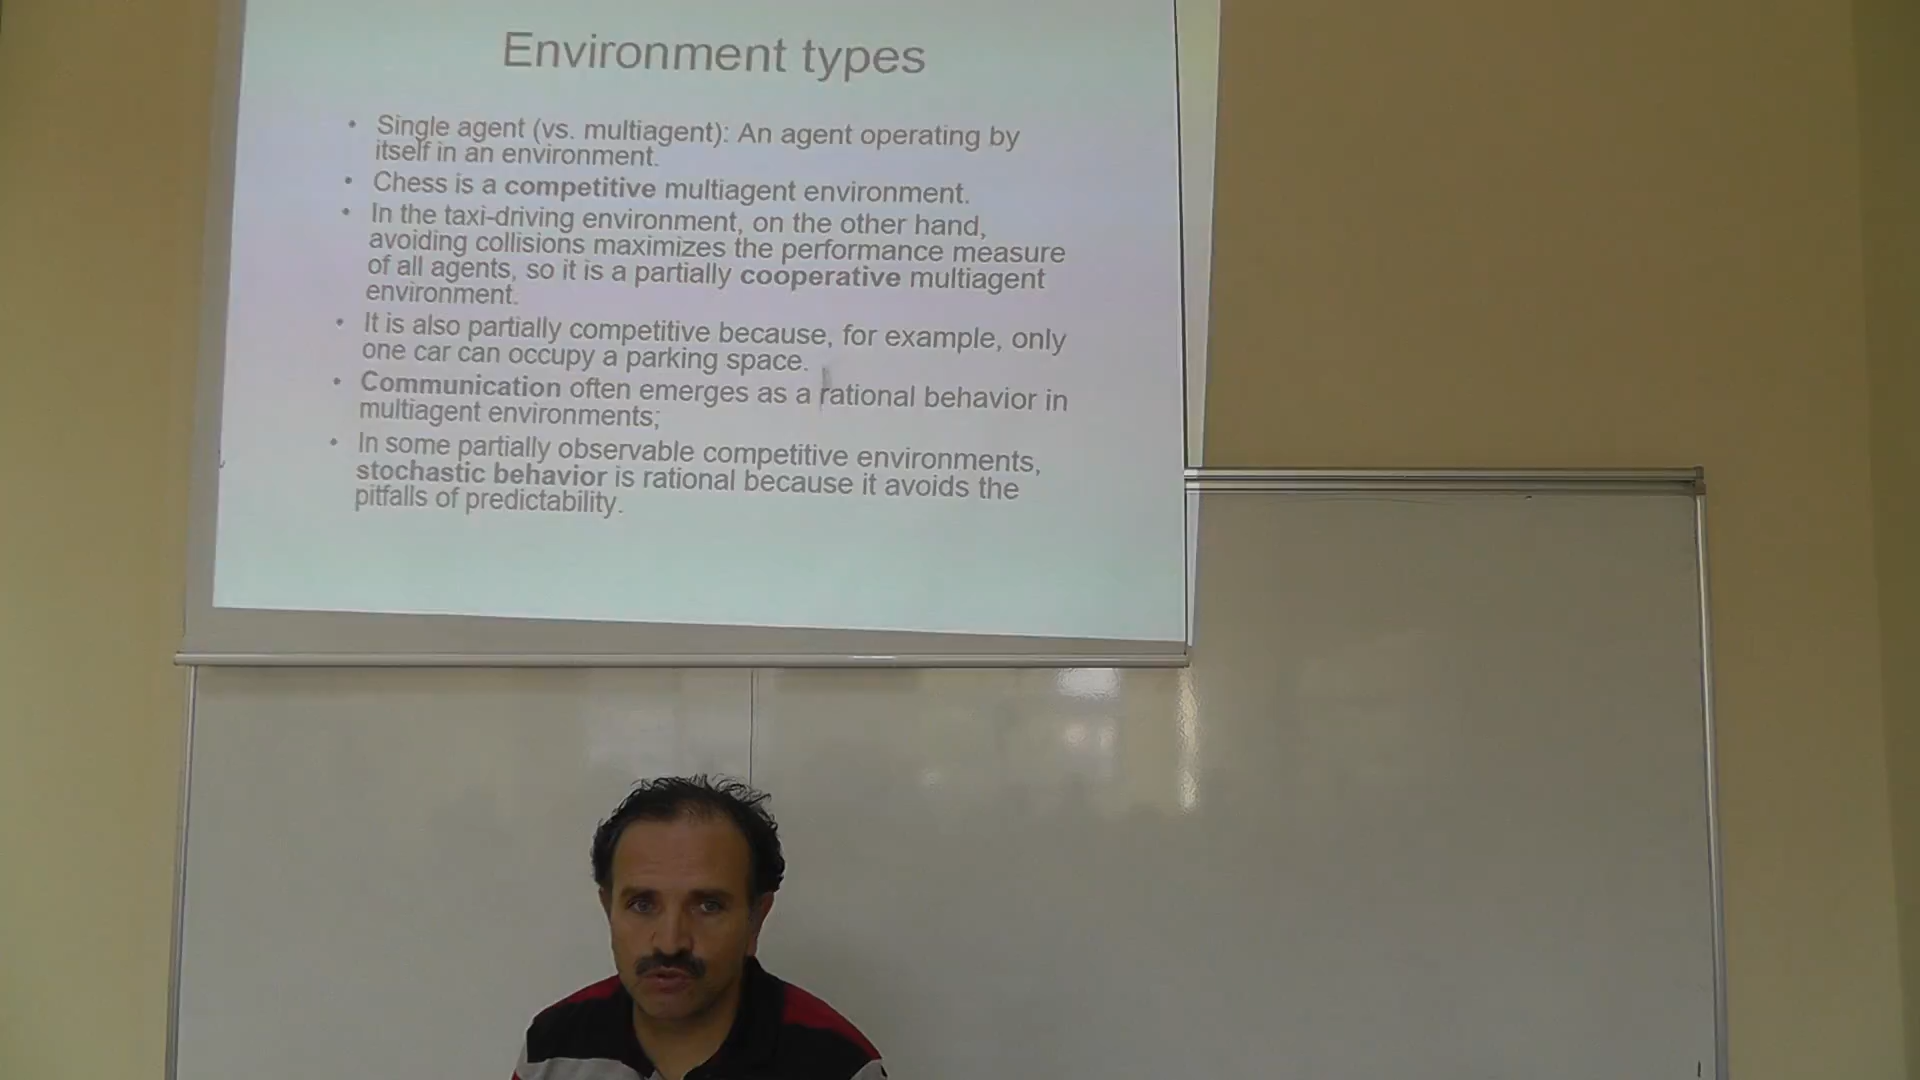 Environment types
• Single agent (vs. multiagent): An agent operating by
itself in an environment.
• Chess is a competitive multiagent environment.
• In the taxi-driving environment, on the other hand,
avoiding collisions maximizes the performance measure
of all agents, so it is a partially cooperative multiagent
environment.
• It is also partially competitive because, for example, only
one car can occupy a parking space.
• Communication often emerges as a rational behavior in
multiagent environments;
• In some partially observable competitive environments,
stochastic behavior is rational because it avoids the
pitfalls of predictability.